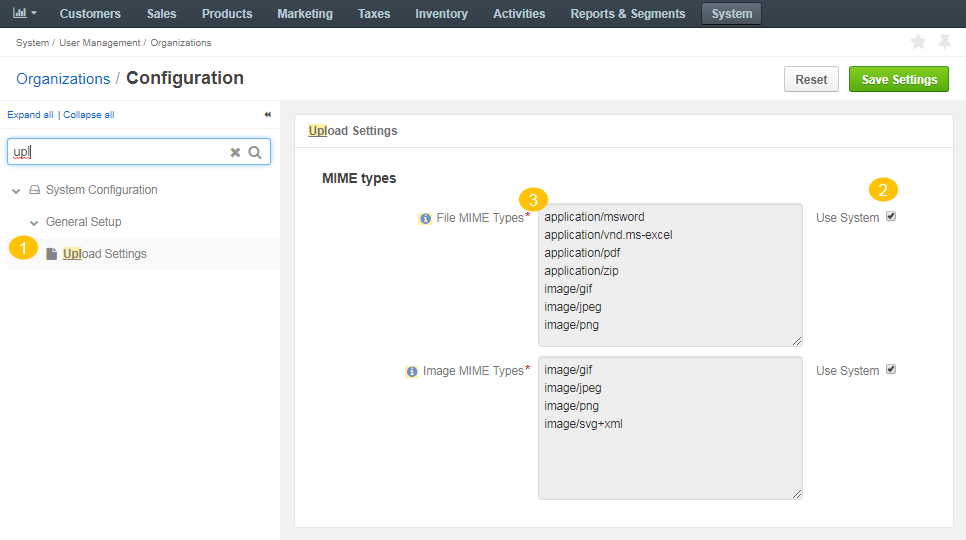 Customers Sales Products Marketing Taxes Inventory Activities Reports & Segments System
System / User Management / Organizations
Organizations / Configuration
Reset Save Settings
Expand all | Collapse all
upl
System Configuration
General Setup
1 Upload Settings
Upload Settings
MIME types
3 2
File MIME Types* application/msword Use System
application/vnd.ms-excel
application/pdf
application/zip
image/gif
image/jpeg
image/png
Image MIME Types* image/gif Use System
image/jpeg
image/png
image/svg+xml